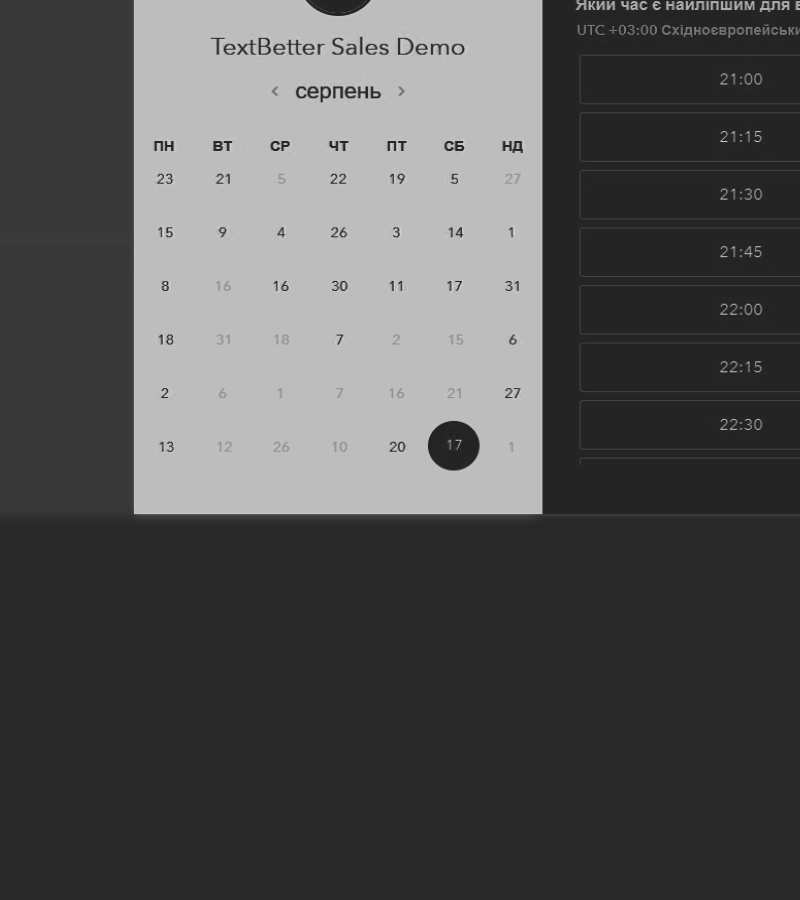 TextBetter Sales Demo
‹ серпень ›
ПН ВТ СР ЧТ ПТ СБ НД
23 21 5 22 19 5 27
15 9 4 26 3 14 1
8 16 16 30 11 17 31
18 31 18 7 2 15 6
2 6 1 7 16 21 27
13 12 26 10 20 17 1
Який час є найліпшим для
UTC +03:00
21:00
21:15
21:30
21:45
22:00
22:15
22:30